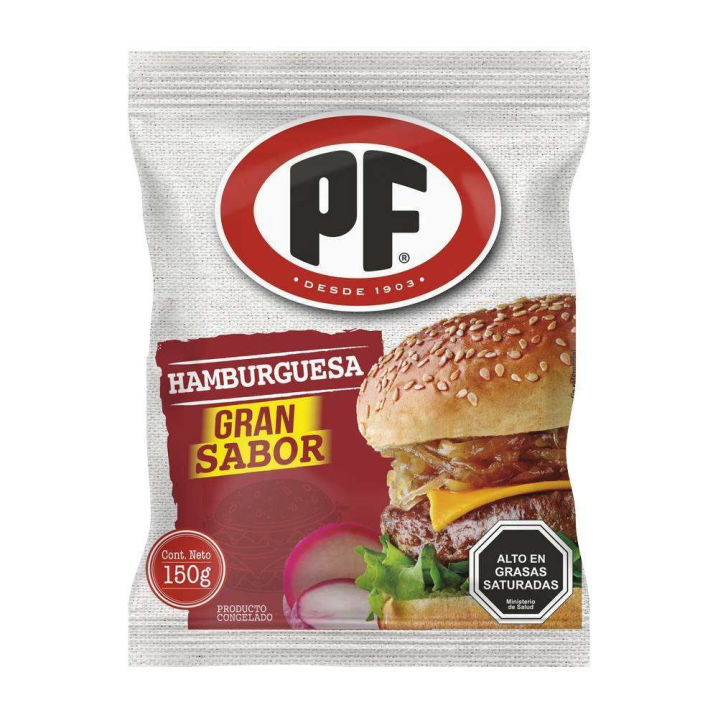 PF®
• DESDE 1903 •
HAMBURGUESA
GRAN
SABOR
Cont. Neto
150g
PRODUCTO
CONGELADO
ALTO EN
GRASAS
SATURADAS
Ministerio
de Salud